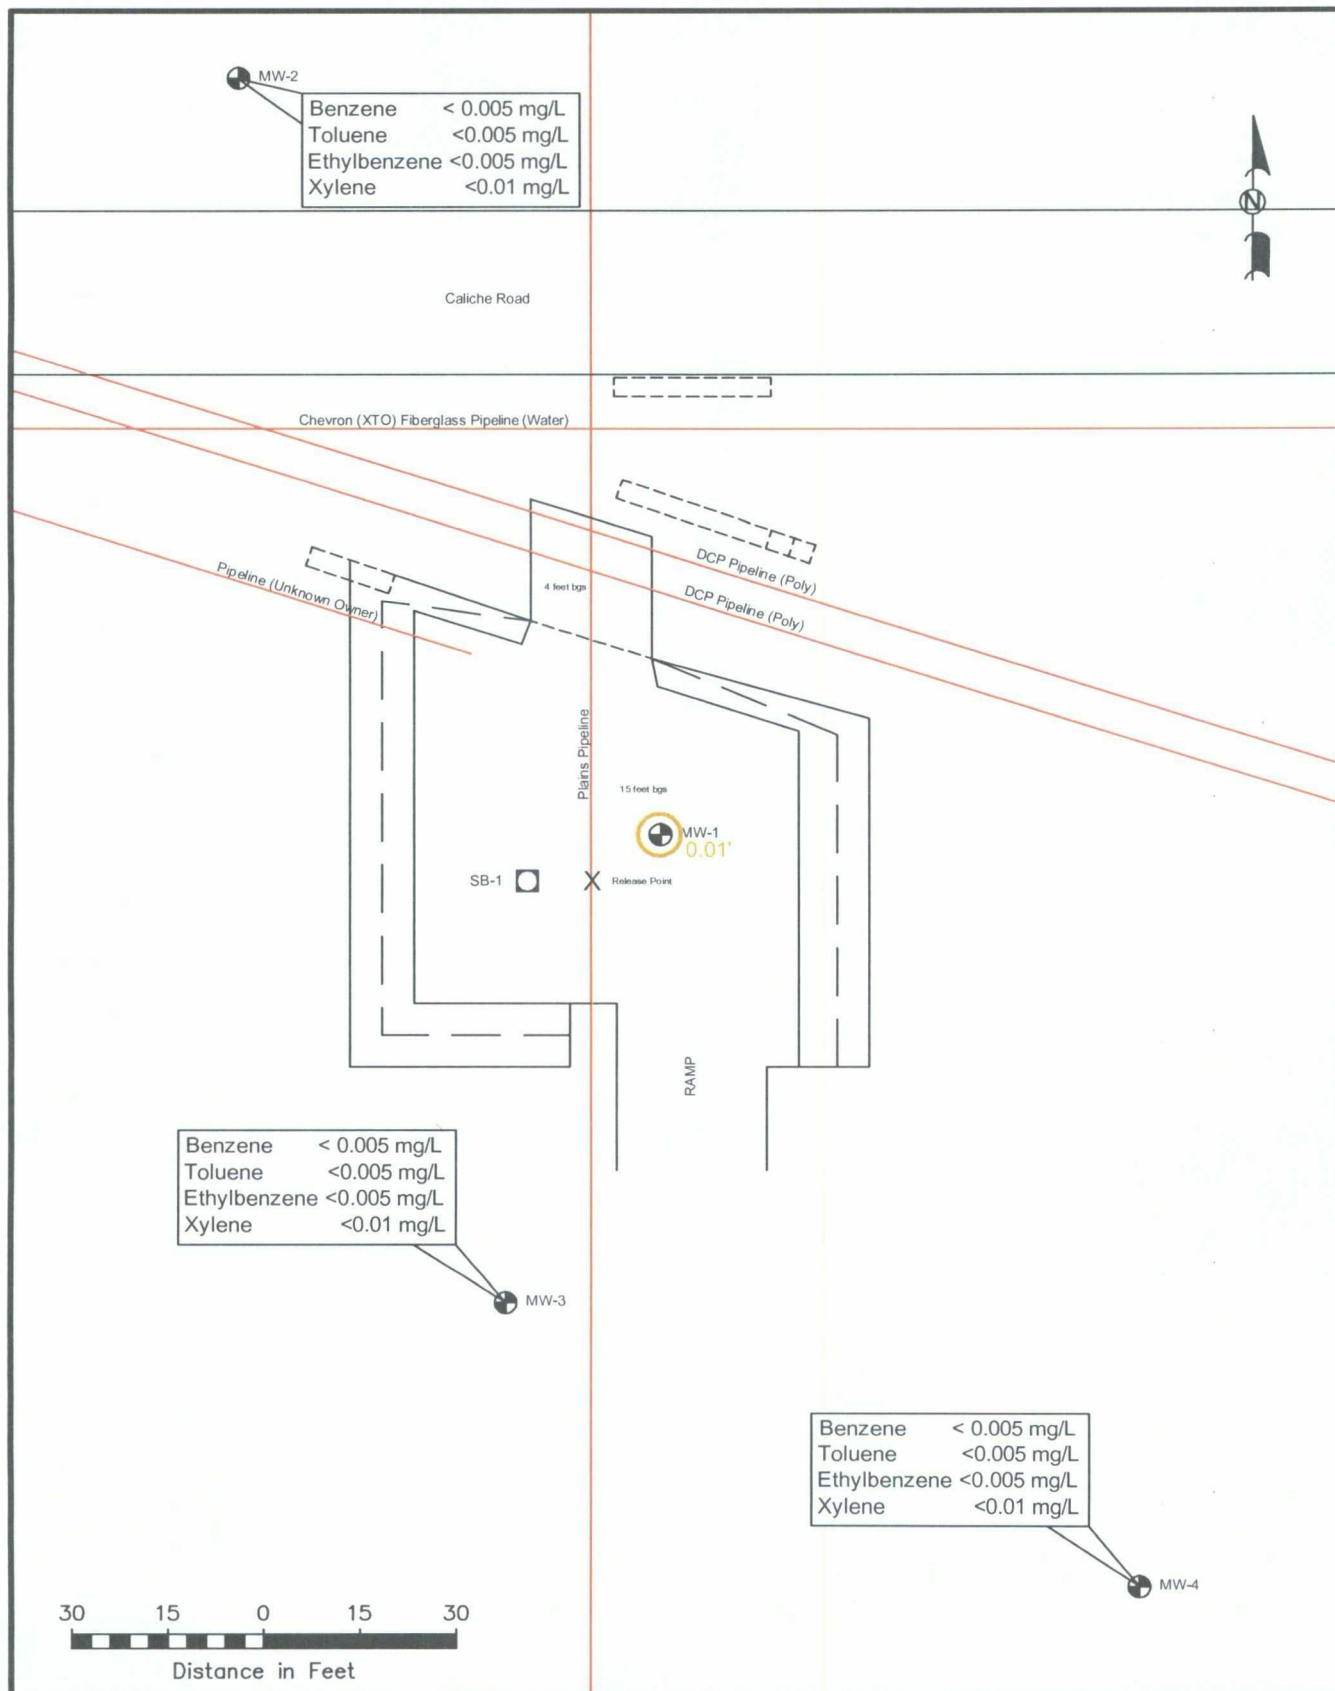 MW-2
Benzene < 0.005 mg/L
Toluene <0.005 mg/L
Ethylbenzene <0.005 mg/L
Xylene <0.01 mg/L
N
Caliche Road
Chevron (XTO) Fiberglass Pipeline (Water)
DCP Pipeline (Poly)
DCP Pipeline (Poly)
Pipeline (Unknown Owner)
4 feet bgs
Plains Pipeline
15 feet bgs
MW-1
0.01'
SB-1
X Release Point
RAMP
Benzene < 0.005 mg/L
Toluene <0.005 mg/L
Ethylbenzene <0.005 mg/L
Xylene <0.01 mg/L
MW-3
Benzene < 0.005 mg/L
Toluene <0.005 mg/L
Ethylbenzene <0.005 mg/L
Xylene <0.01 mg/L
MW-4
30 15 0 15 30
Distance in Feet